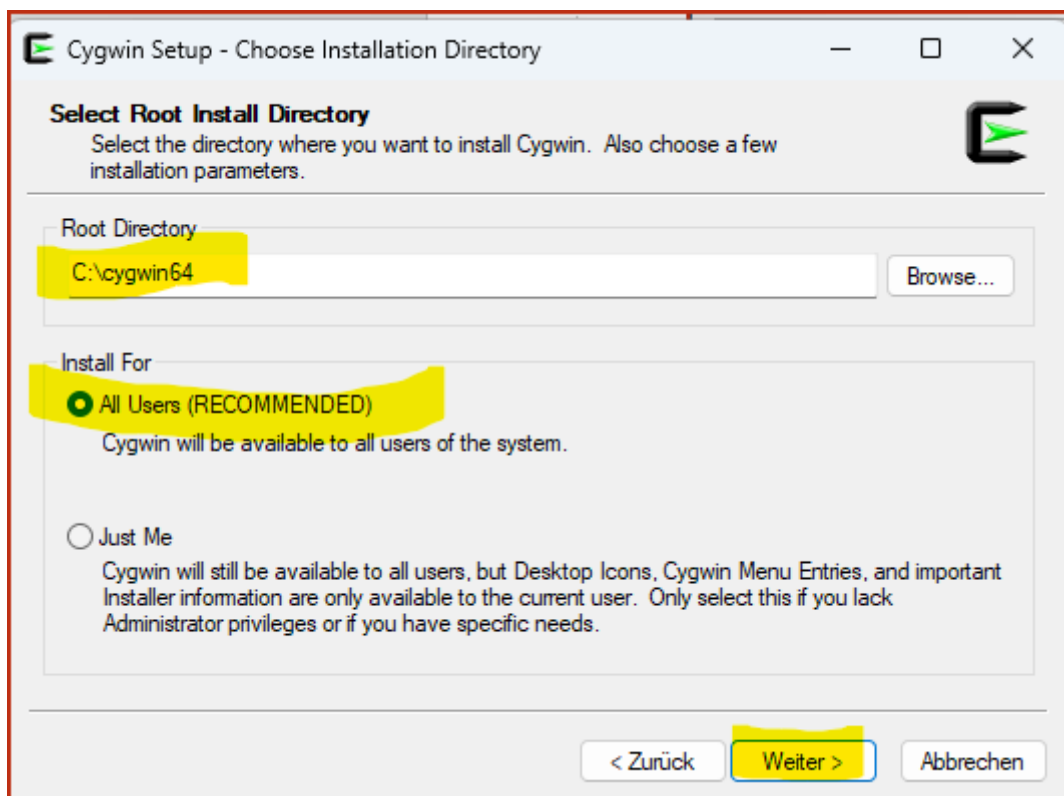 Cygwin Setup - Choose Installation Directory
Select Root Install Directory
Select the directory where you want to install Cygwin. Also choose a few
installation parameters.
Root Directory
C:\cygwin64
Browse...
Install For
All Users (RECOMMENDED)
Cygwin will be available to all users of the system.
Just Me
Cygwin will still be available to all users, but Desktop Icons, Cygwin Menu Entries, and important
Installer information are only available to the current user. Only select this if you lack
Administrator privileges or if you have specific needs.
< Zurück
Weiter >
Abbrechen